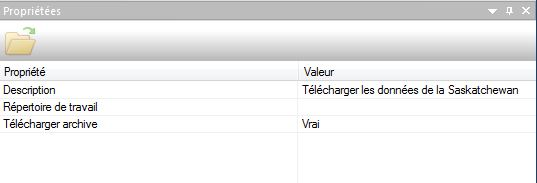 Propriétées
Propriété Valeur
Description Télécharger les données de la Saskatchewan
Répertoire de travail
Télécharger archive Vrai